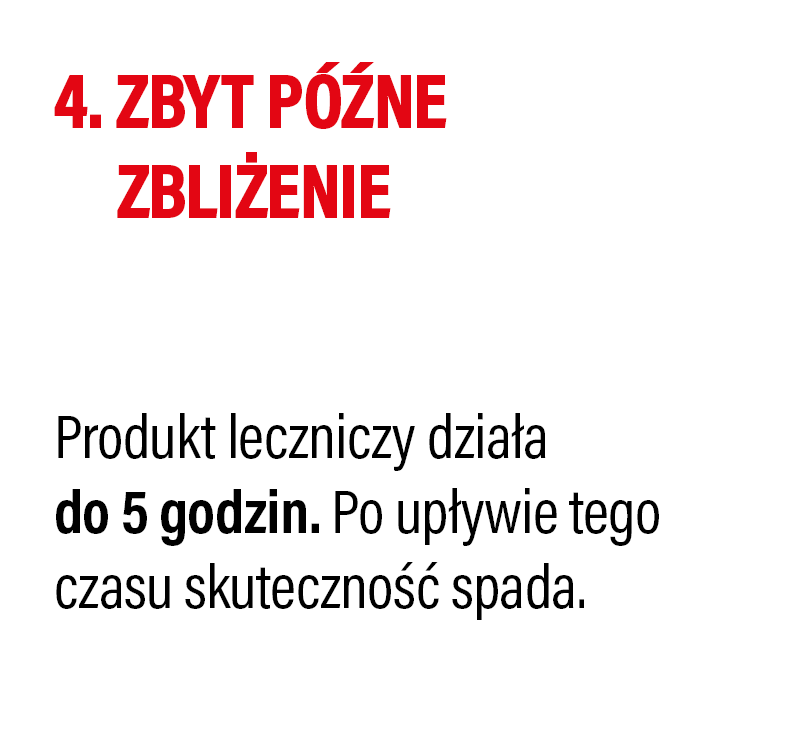 4. ZBYT PÓŹNE
ZBLIŻENIE
Produkt leczniczy działa
do 5 godzin. Po upływie tego
czasu skuteczność spada.